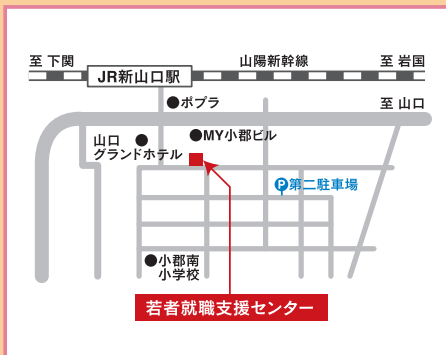 至 下関
山陽新幹線
至 岩国
JR新山口駅
ポプラ
至 山口
MY小郡ビル
山口
グランドホテル
P第二駐車場
小郡南
小学校
若者就職支援センター